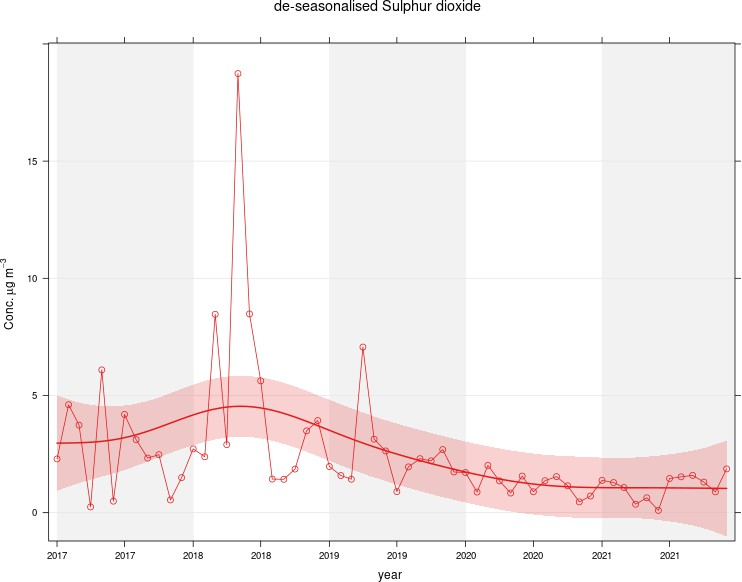 de-seasonalised Sulphur dioxide
15
10
5
0
Conc. µg m⁻³
2017 2017 2018 2018 2019 2019 2020 2020 2021 2021
year